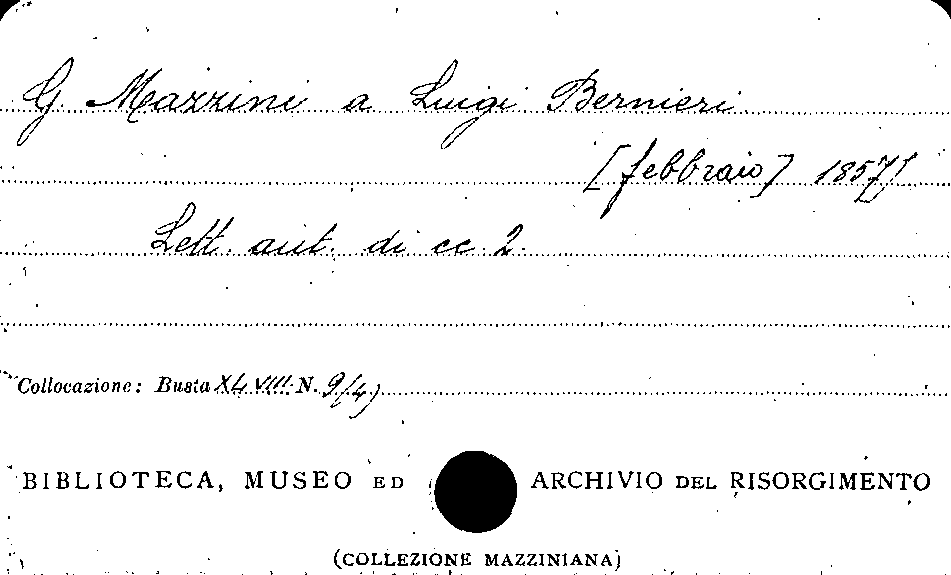 G. Mazzini a Luigi Bernieri
[febbraio] 1857]
Lett. aut. di cc. 2.
Collocazione: Busta XLVIII N. 9(4)
BIBLIOTECA, MUSEO ED ARCHIVIO DEL RISORGIMENTO
(COLLEZIONE MAZZINIANA)